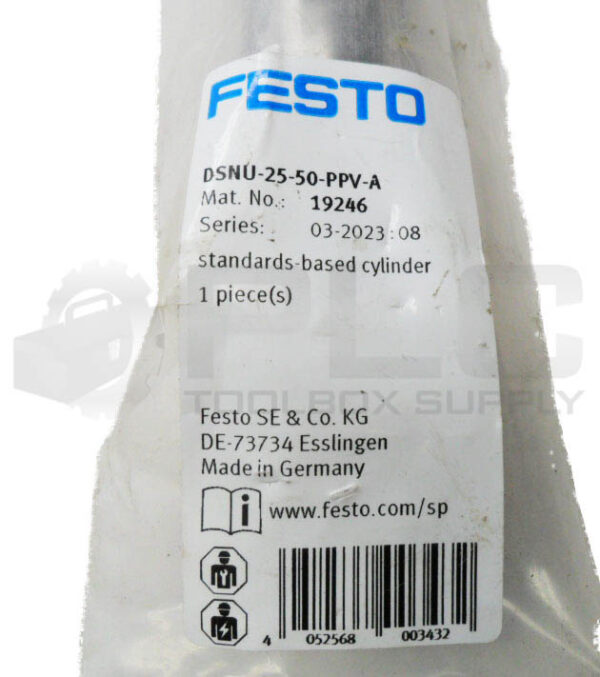 FESTO
DSNU-25-50-PPV-A
Mat. No.: 19246
Series: 03-2023:08
standards-based cylinder
1 piece(s)
PLC
TOOLBOX SUPPLY
Festo SE & Co. KG
DE-73734 Esslingen
Made in Germany
i www.festo.com/sp
4 052568 003432